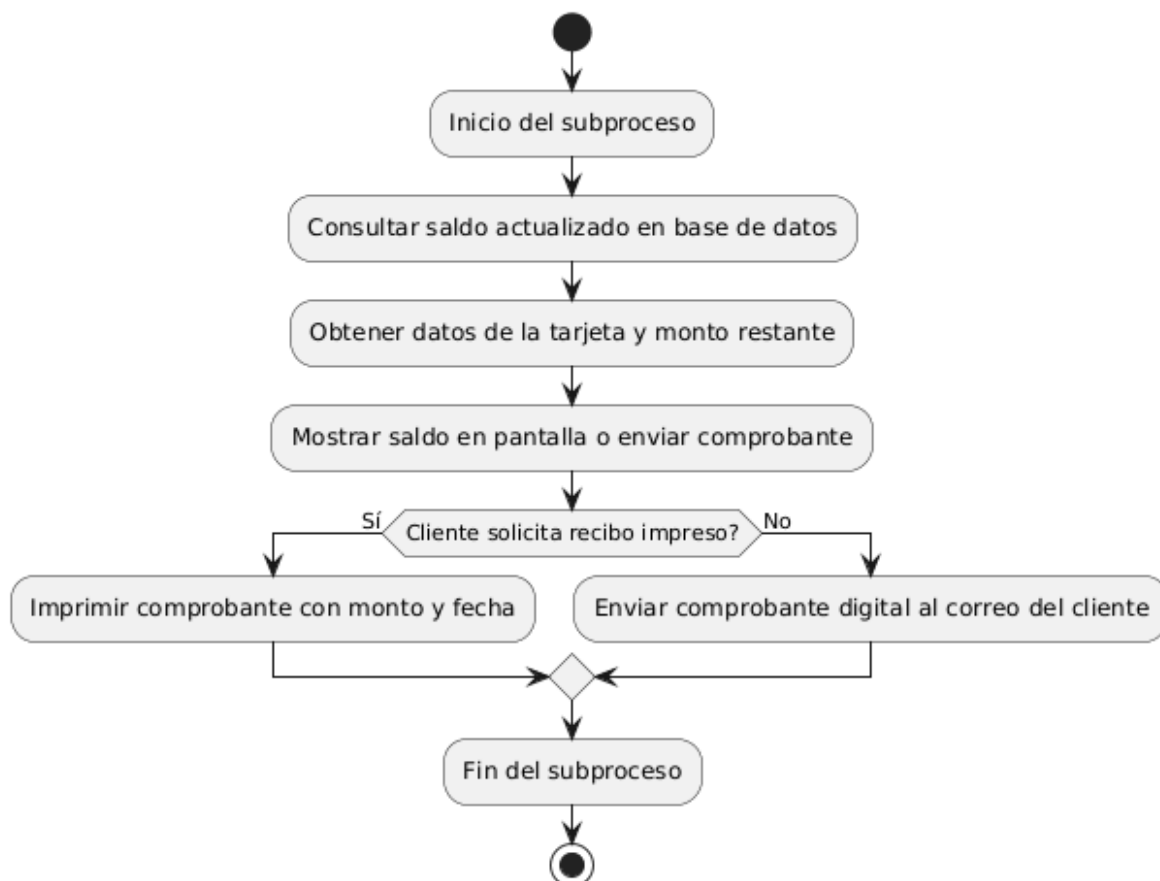 Inicio del subproceso
Consultar saldo actualizado en base de datos
Obtener datos de la tarjeta y monto restante
Mostrar saldo en pantalla o enviar comprobante
Sí
Cliente solicita recibo impreso?
No
Imprimir comprobante con monto y fecha
Enviar comprobante digital al correo del cliente
Fin del subproceso